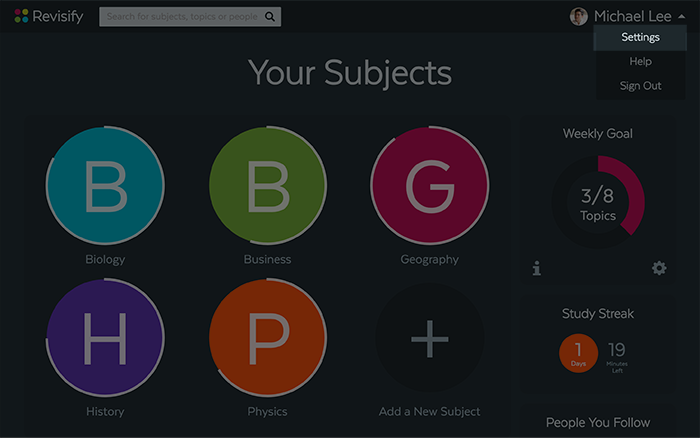 Revisify
Search for subjects, topics or people
Michael Lee
Settings
Help
Sign Out
Your Subjects
B
Biology
B
Business
G
Geography
H
History
P
Physics
+
Add a New Subject
Weekly Goal
3/8
Topics
i
Study Streak
1
Days
19
Minutes
Left
People You Follow